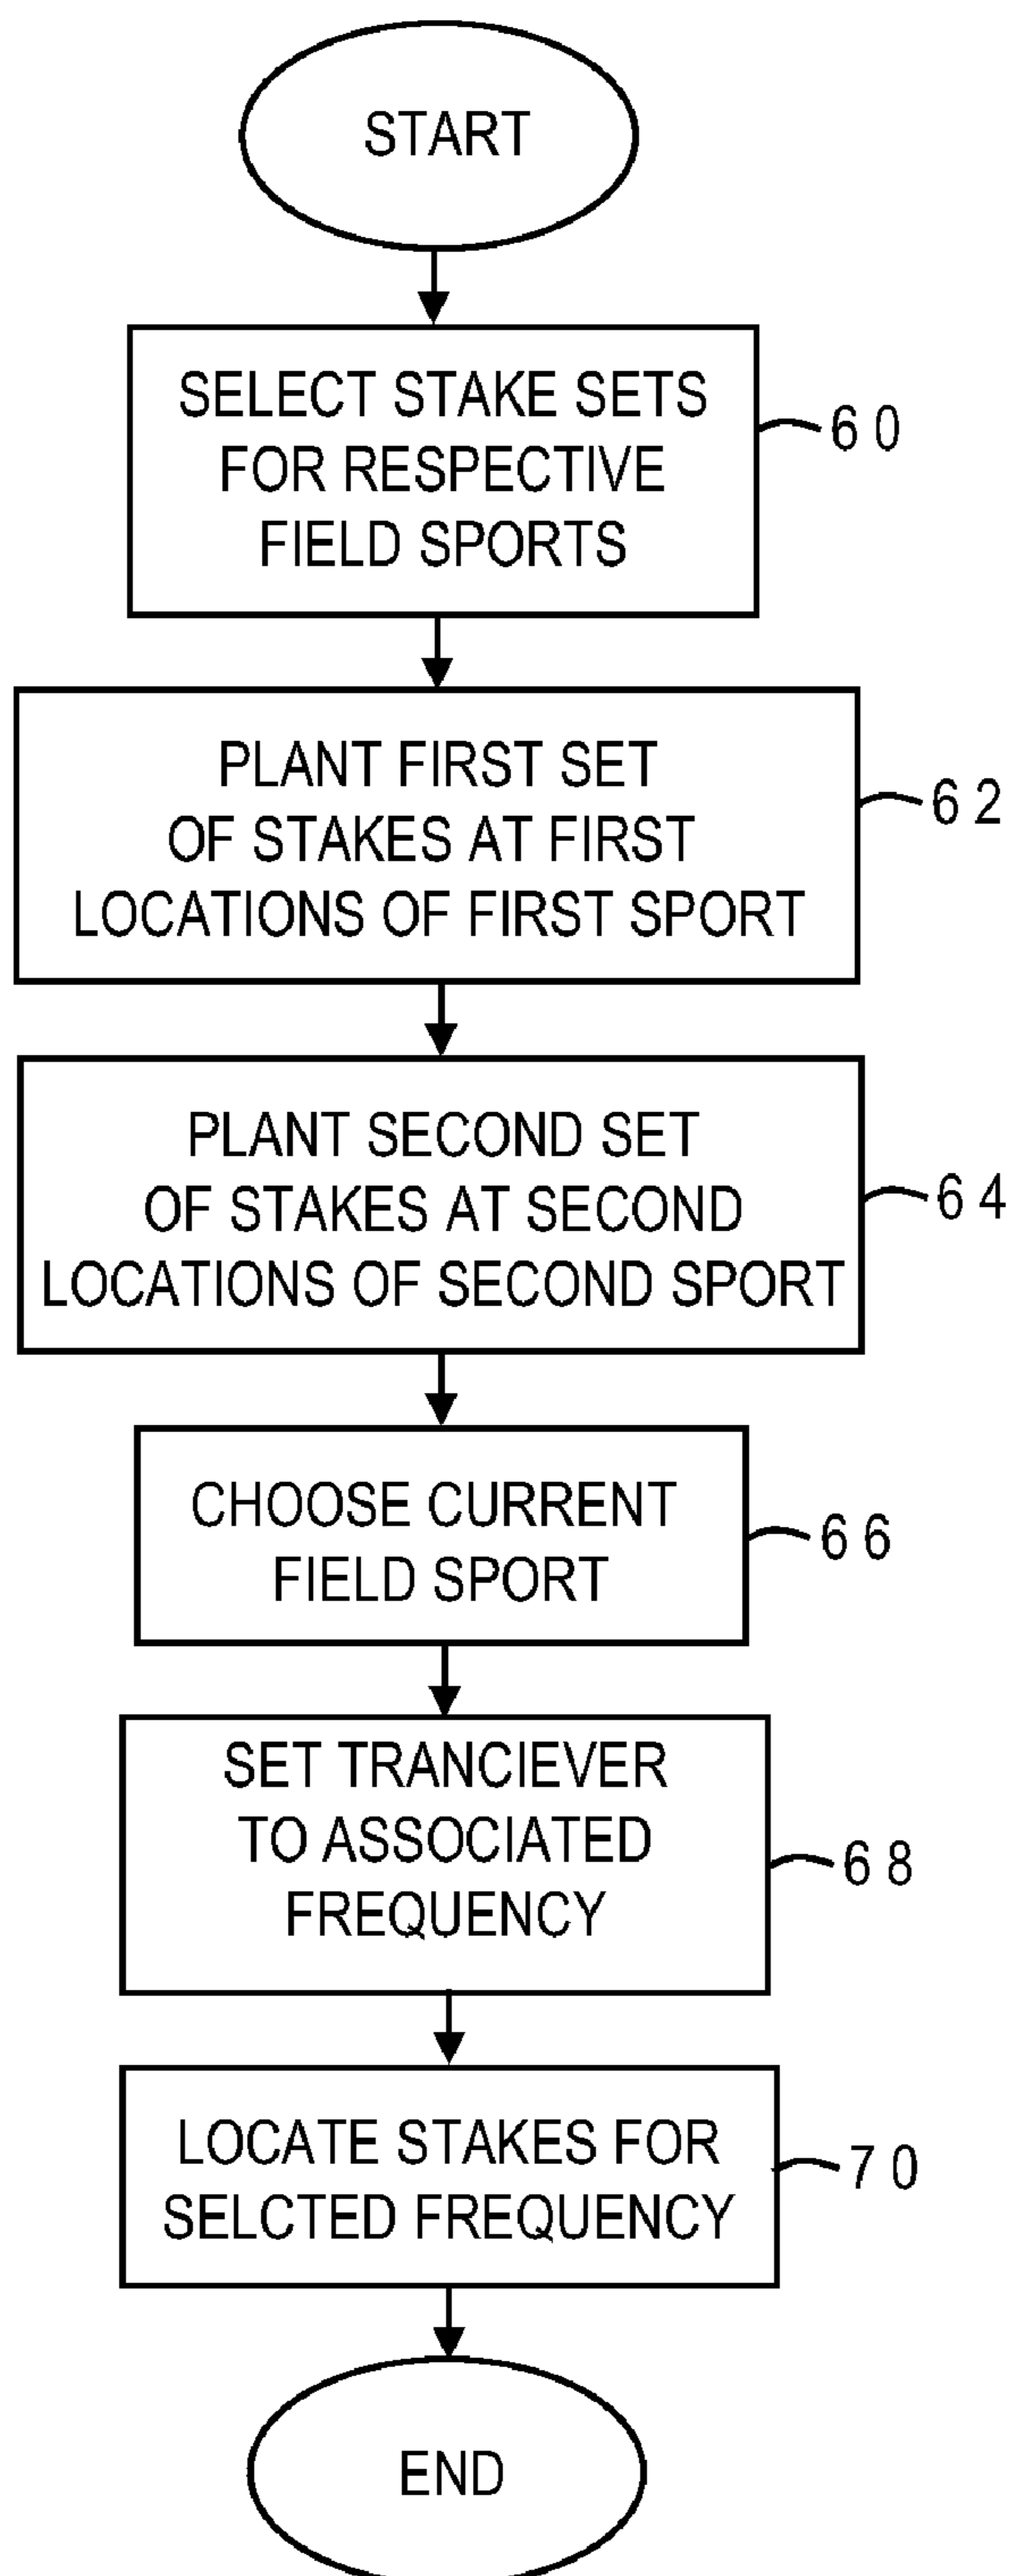 START
SELECT STAKE SETS
FOR RESPECTIVE
FIELD SPORTS
60
PLANT FIRST SET
OF STAKES AT FIRST
LOCATIONS OF FIRST SPORT
62
PLANT SECOND SET
OF STAKES AT SECOND
LOCATIONS OF SECOND SPORT
64
CHOOSE CURRENT
FIELD SPORT
66
SET TRANCIEVER
TO ASSOCIATED
FREQUENCY
68
LOCATE STAKES FOR
SELCTED FREQUENCY
70
END